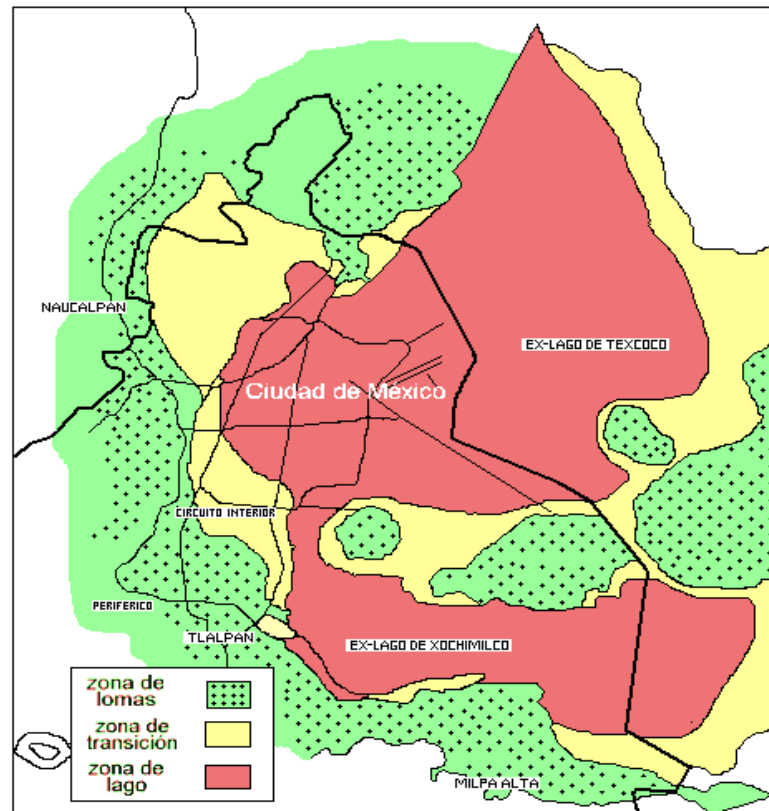 NAUCALPAN
EX-LAGO DE TEXCOCO
Ciudad de México
CIRCUITO INTERIOR
PERIFERICO
TLALPAN
EX-LAGO DE XOCHIMILCO
zona de
lomas
zona de
transición
zona de
lago
MILPA ALTA